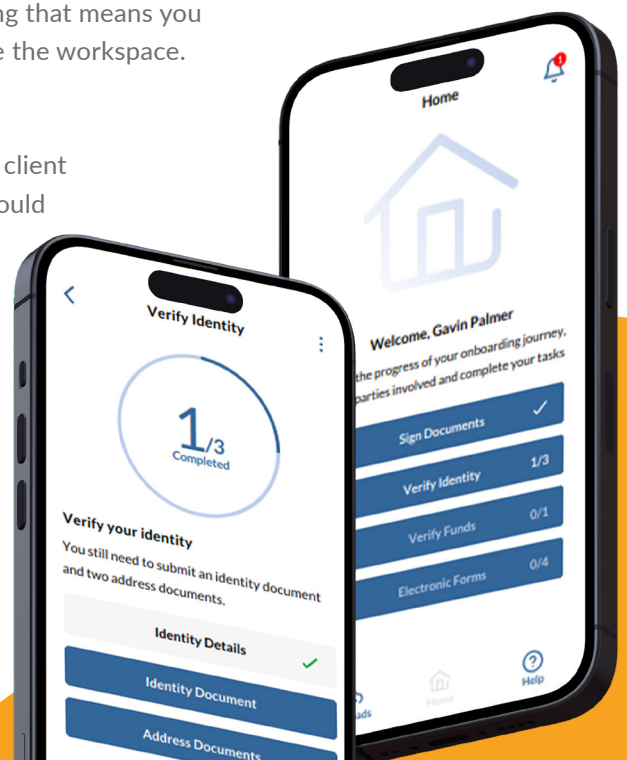 ng that means you
e the workspace.
client
ould
Home
1
Welcome, Gavin Palmer
the progress of your onboarding journey,
parties involved and complete your tasks
Sign Documents
Verify Identity 1/3
Verify Funds 0/1
Electronic Forms 0/4
ads
Home
Help
Verify Identity
1/3
Completed
Verify your identity
You still need to submit an identity document
and two address documents.
Identity Details
Identity Document
Address Documents